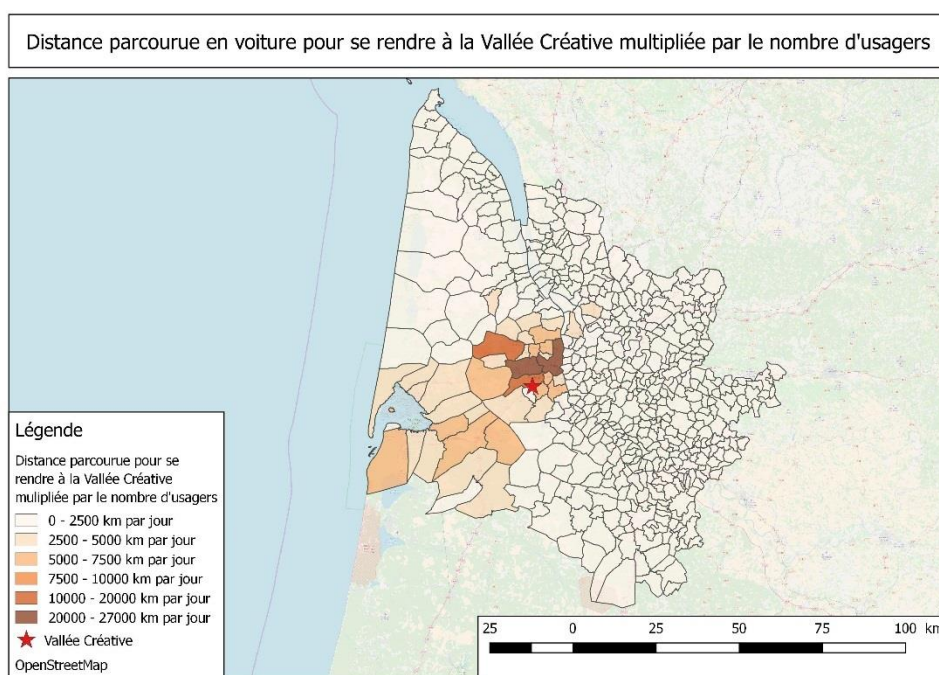 Distance parcourue en voiture pour se rendre à la Vallée Créative multipliée par le nombre d'usagers
Légende
Distance parcourue pour se
rendre à la Vallée Créative
mulipliée par le nombre d'usagers
0 - 2500 km par jour
2500 - 5000 km par jour
5000 - 7500 km par jour
7500 - 10000 km par jour
10000 - 20000 km par jour
20000 - 27000 km par jour
Vallée Créative
OpenStreetMap
25 0 25 50 75 100 km